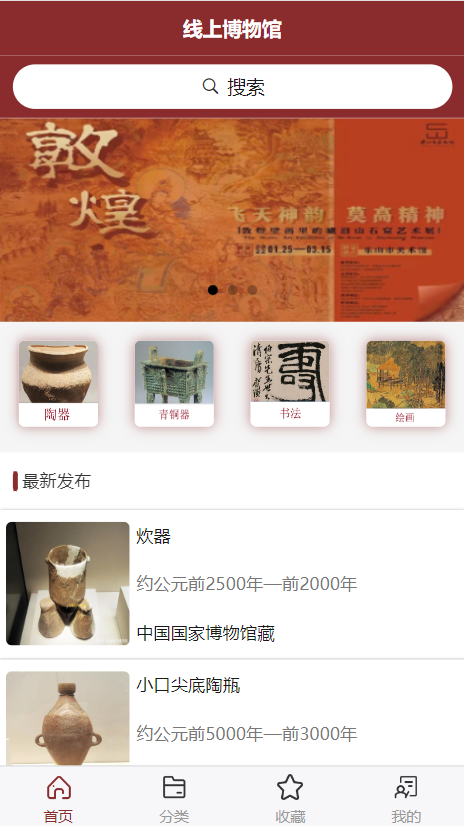 线上博物馆
搜索
敦煌
飞天神韵 莫高精神
01.25—03.15
陶器
青铜器
书法
绘画
最新发布
炊器
约公元前2500年—前2000年
中国国家博物馆藏
小口尖底陶瓶
约公元前5000年—前3000年
首页
分类
收藏
我的